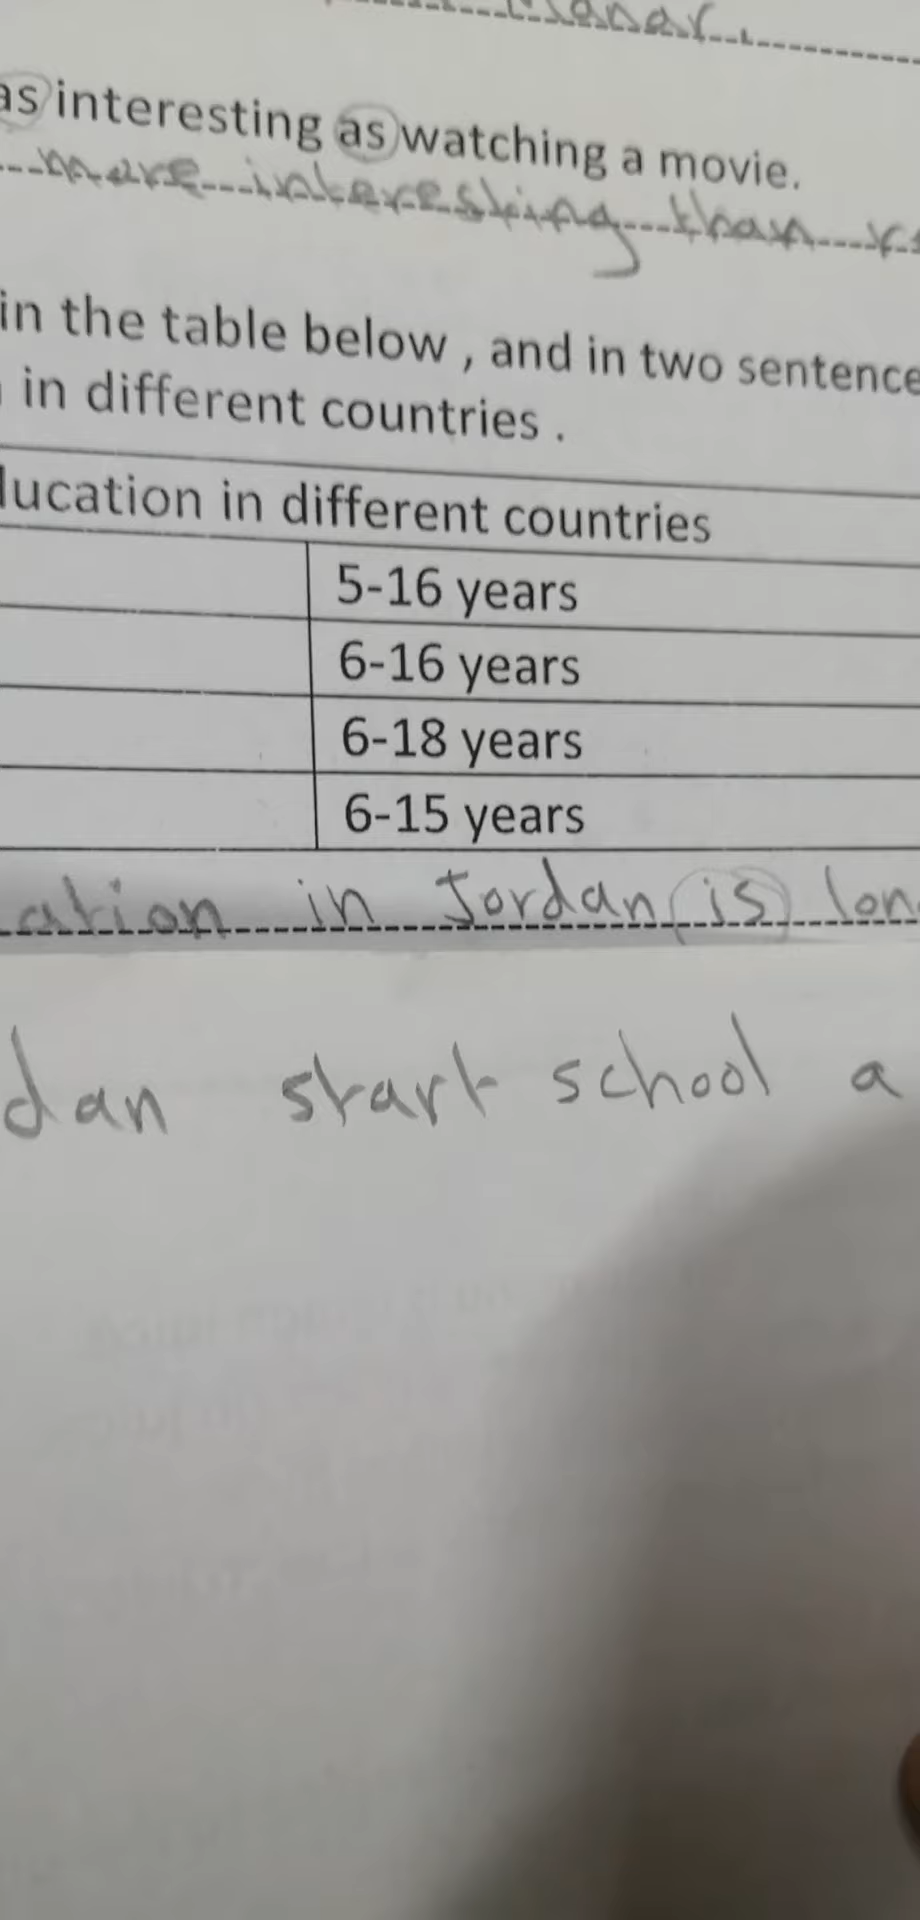 as interesting as watching a movie.
more interesting than
in the table below , and in two sentence
in different countries .
lucation in different countries
5-16 years
6-16 years
6-18 years
6-15 years
ation in Jordan is lon
dan start school a